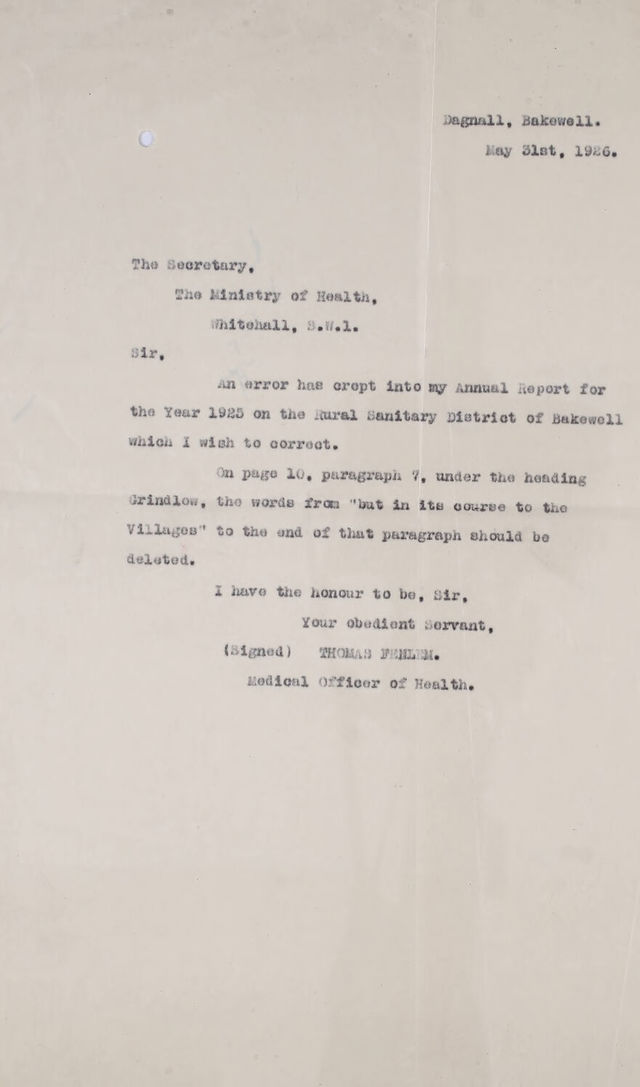 Dagnall, Bakewell.
May 31st, 1926.
The Secretary,
The Ministry of Health,
Whitehall, S.W.1.
Sir,
An error has crept into my Annual Report for
the Year 1925 on the Rural Sanitary District of Bakewell
which I wish to correct.
On page 10, paragraph 7, under the heading
Grindlow, the words from "but in its course to the
Villages" to the end of that paragraph should be
deleted.
I have the honour to be, Sir,
Your obedient Servant,
(Signed) THOMAS
Medical Officer of Health.